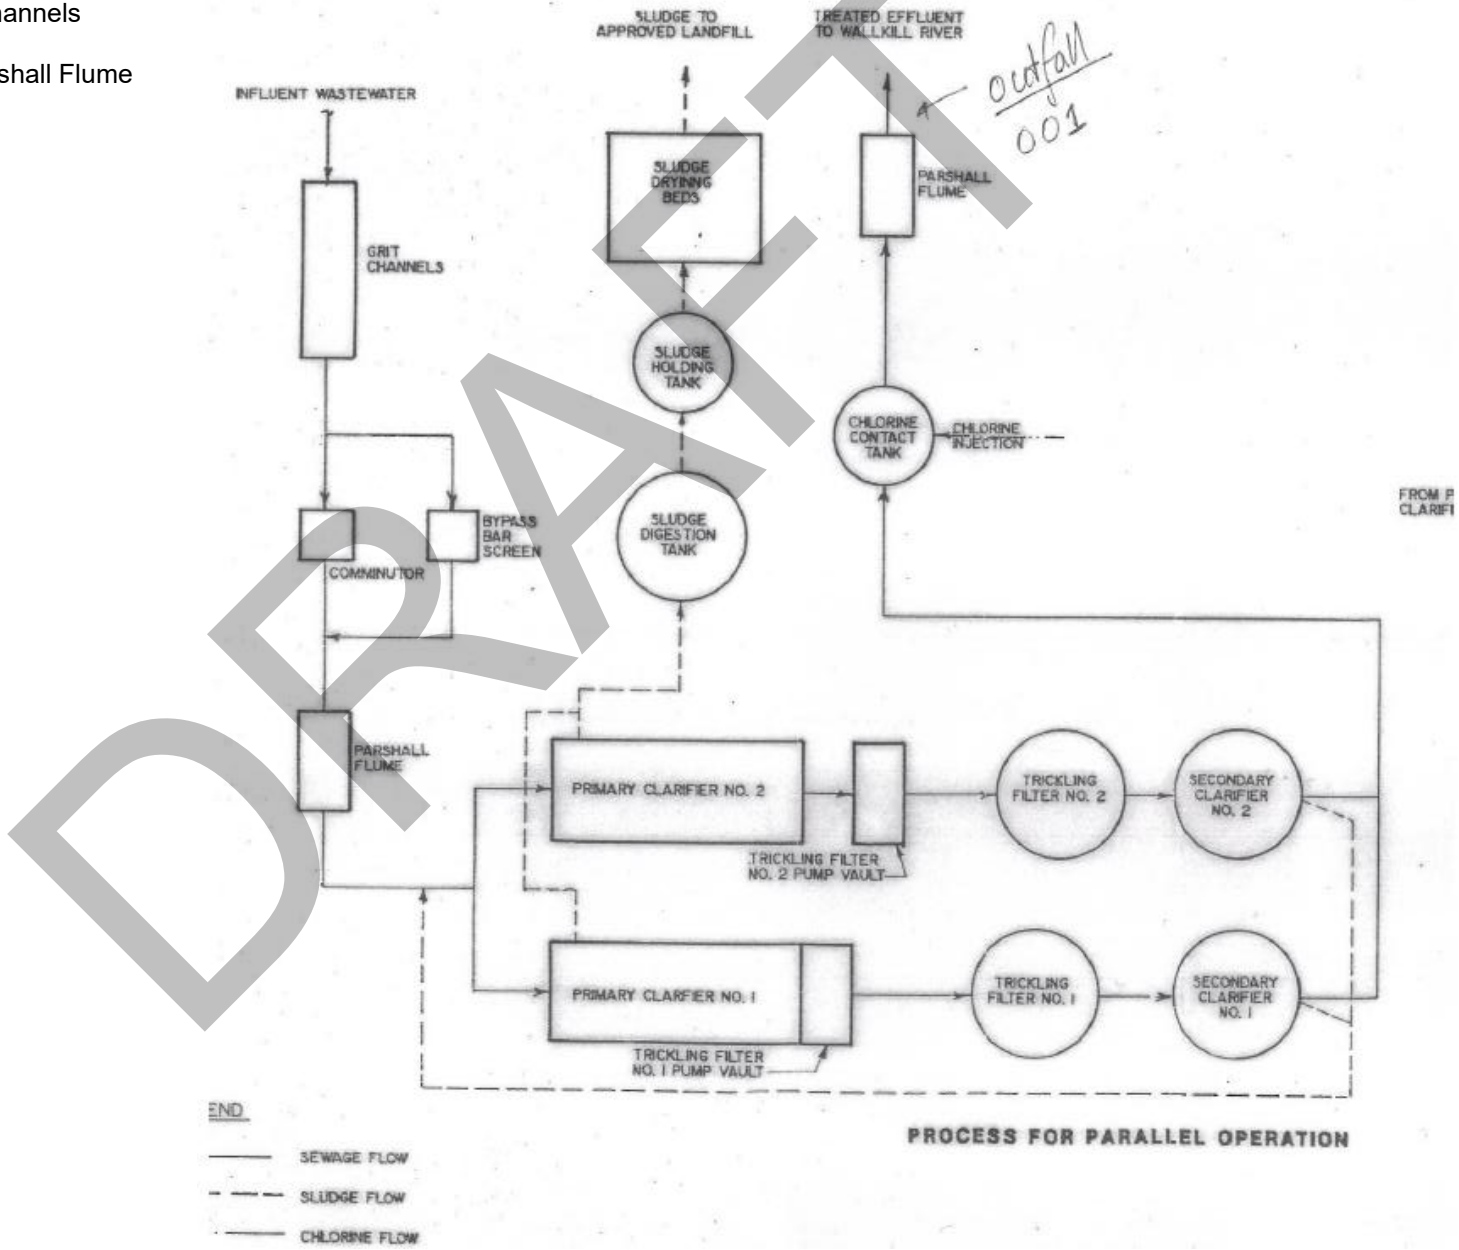 hannels
shall Flume
SLUDGE TO
APPROVED LANDFILL
TREATED EFFLUENT
TO WALLKILL RIVER
outfall
001
INFLUENT WASTEWATER
SLUDGE
DRYINNG
BEDS
PARSHALL
FLUME
GRIT
CHANNELS
SLUDGE
HOLDING
TANK
CHLORINE
CONTACT
TANK
CHLORINE
INJECTION
FROM P
CLARIFI
SLUDGE
DIGESTION
TANK
BYPASS
BAR
SCREEN
COMMINUTOR
PARSHALL
FLUME
PRIMARY CLARIFIER NO. 2
TRICKLING
FILTER NO. 2
SECONDARY
CLARIFIER
NO. 2
TRICKLING FILTER
NO. 2 PUMP VAULT
PRIMARY CLARFIER NO. 1
TRICKLING
FILTER NO. 1
SECONDARY
CLARIFIER
NO. 1
TRICKLING FILTER
NO. 1 PUMP VAULT
END
PROCESS FOR PARALLEL OPERATION
SEWAGE FLOW
SLUDGE FLOW
CHLORINE FLOW
DRAFT